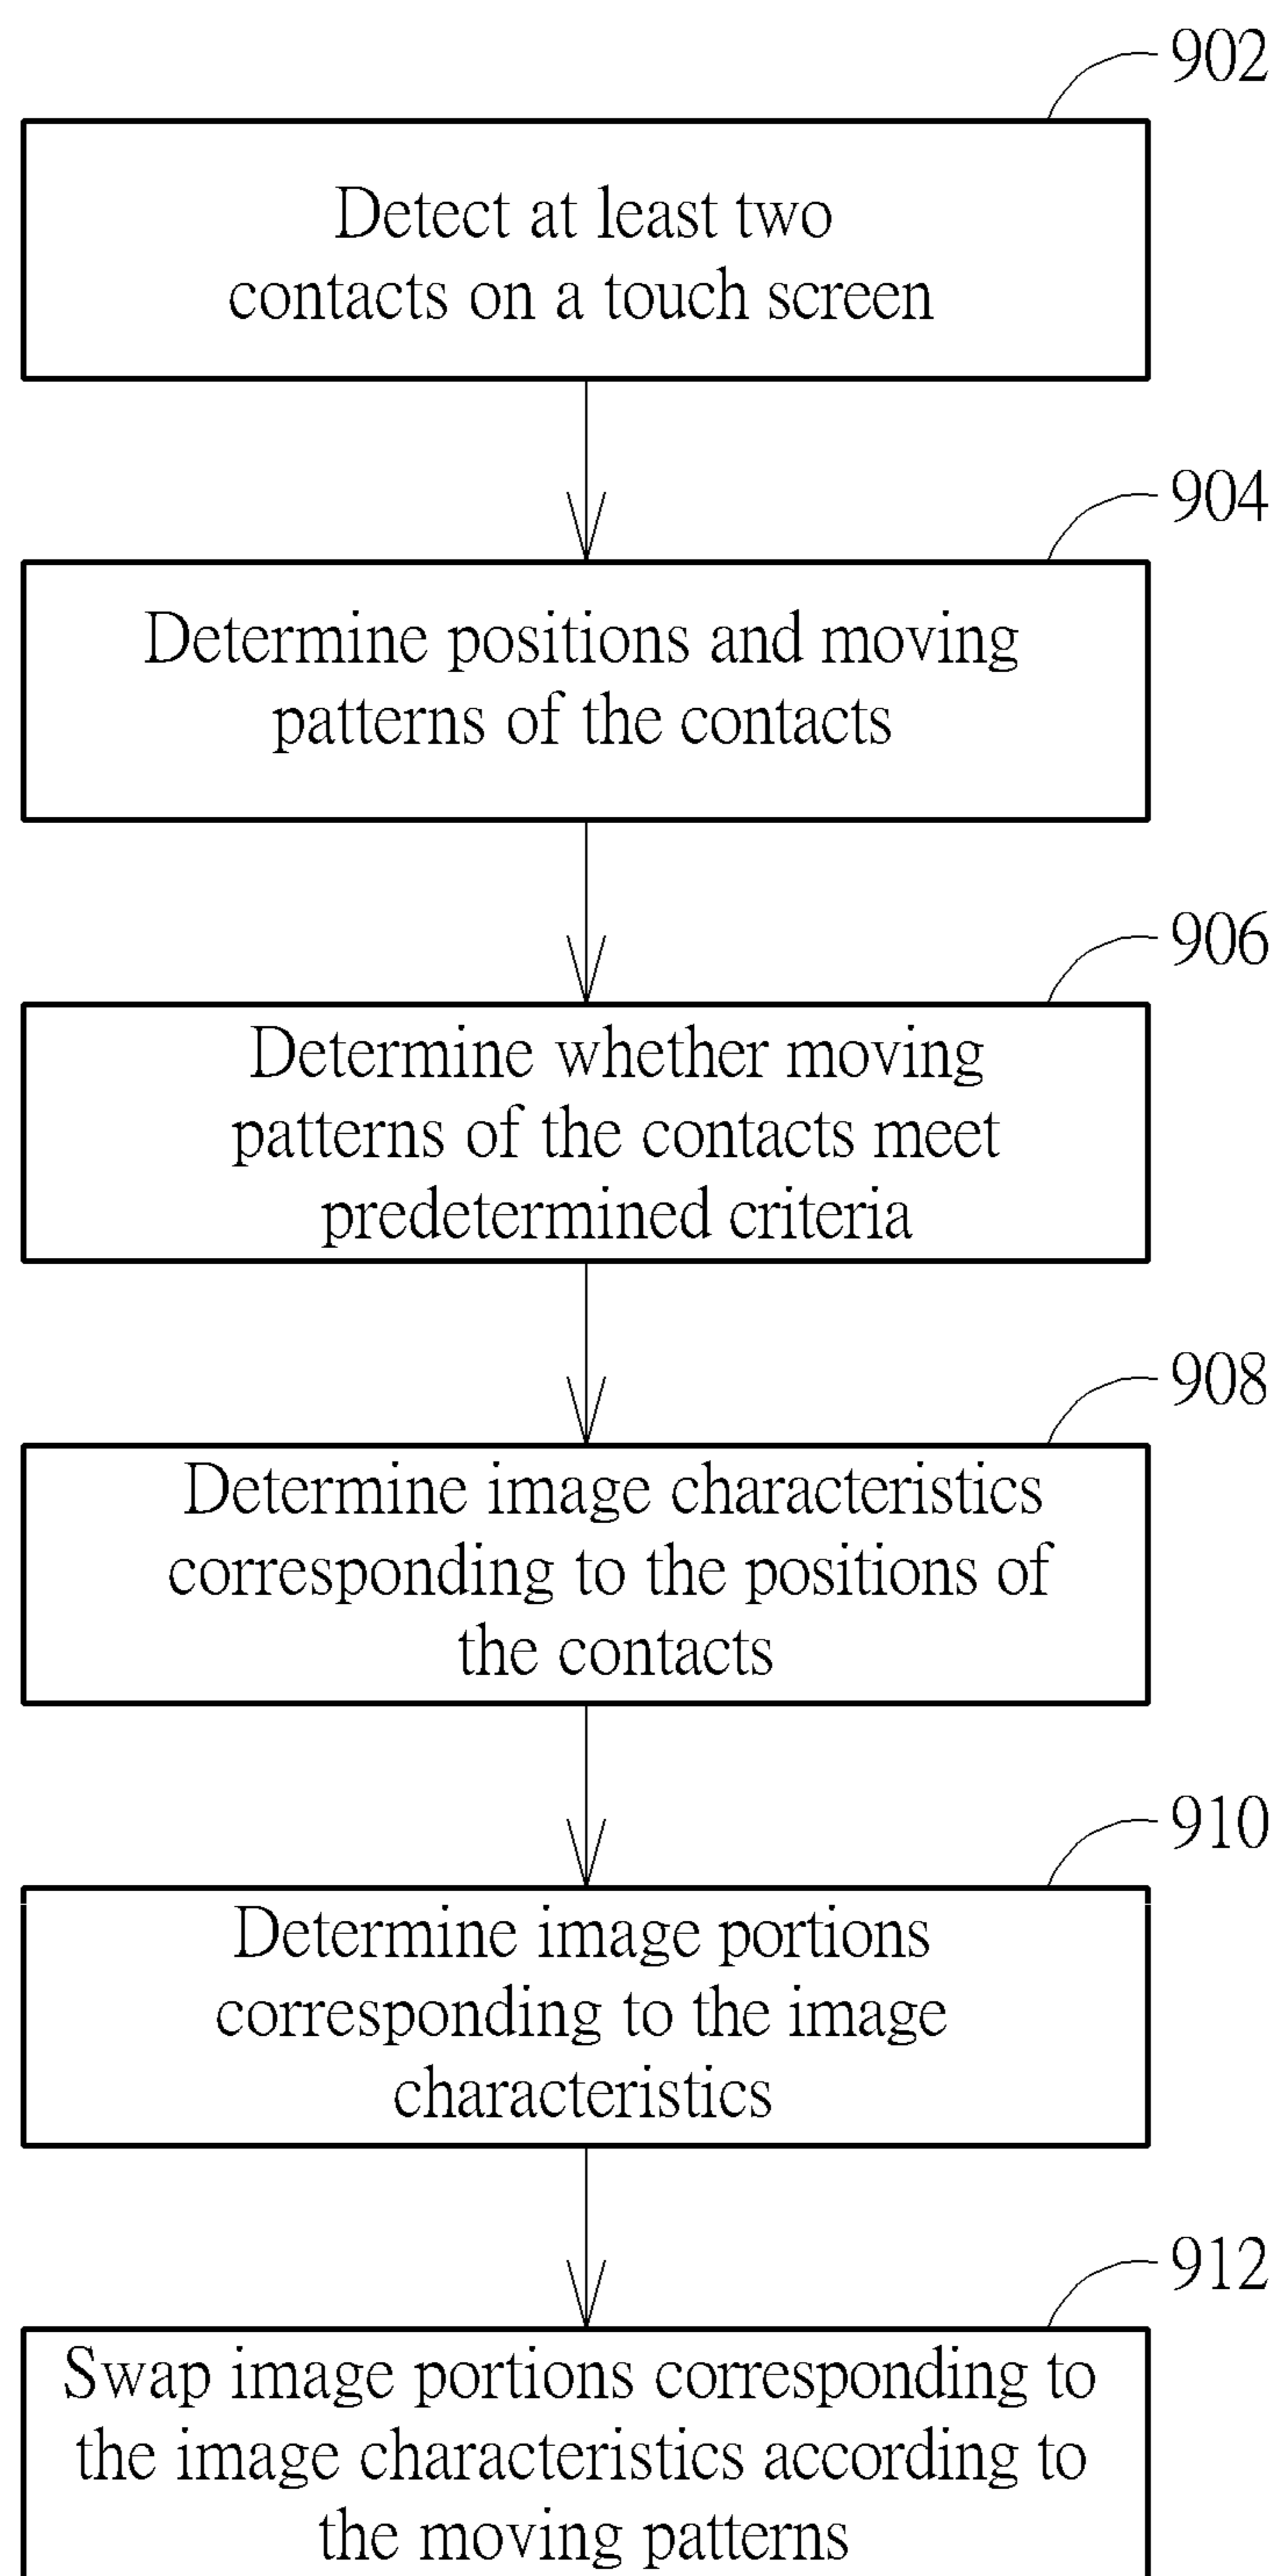 902
Detect at least two
contacts on a touch screen
904
Determine positions and moving
patterns of the contacts
906
Determine whether moving
patterns of the contacts meet
predetermined criteria
908
Determine image characteristics
corresponding to the positions of
the contacts
910
Determine image portions
corresponding to the image
characteristics
912
Swap image portions corresponding to
the image characteristics according to
the moving patterns